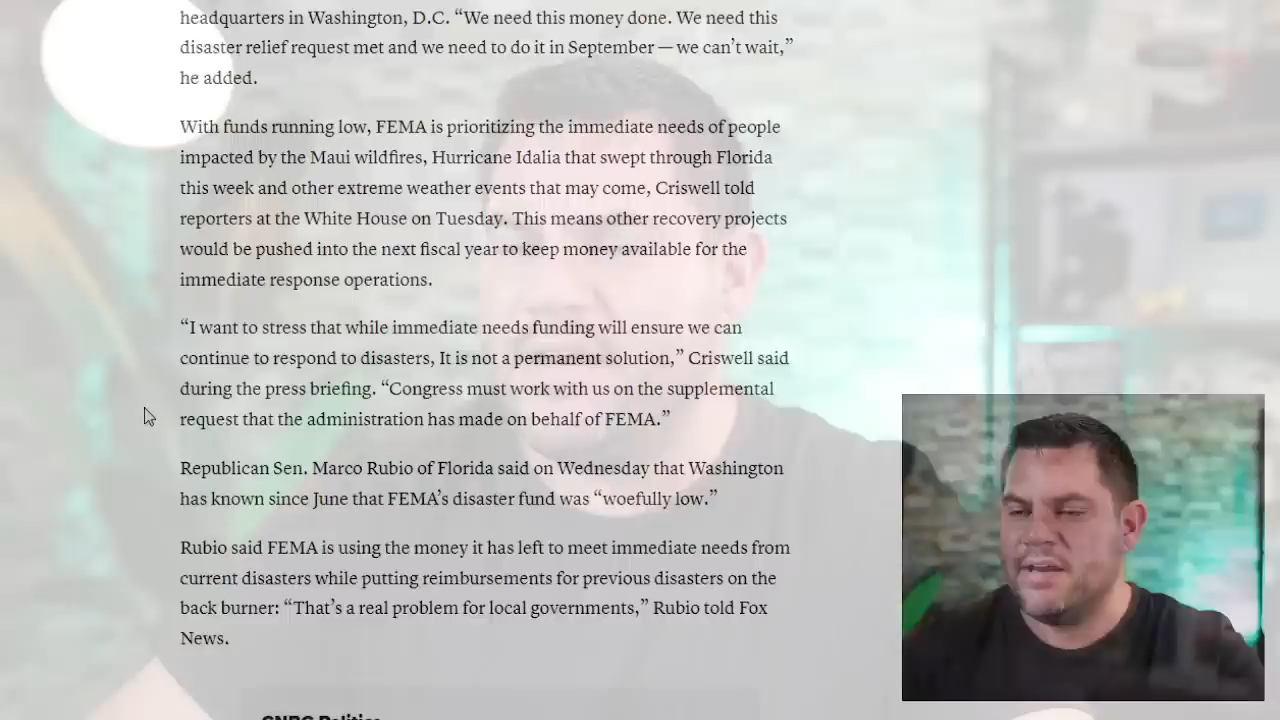 headquarters in Washington, D.C. “We need this money done. We need this
disaster relief request met and we need to do it in September — we can’t wait,”
he added.
With funds running low, FEMA is prioritizing the immediate needs of people
impacted by the Maui wildfires, Hurricane Idalia that swept through Florida
this week and other extreme weather events that may come, Criswell told
reporters at the White House on Tuesday. This means other recovery projects
would be pushed into the next fiscal year to keep money available for the
immediate response operations.
“I want to stress that while immediate needs funding will ensure we can
continue to respond to disasters, It is not a permanent solution,” Criswell said
during the press briefing. “Congress must work with us on the supplemental
request that the administration has made on behalf of FEMA.”
Republican Sen. Marco Rubio of Florida said on Wednesday that Washington
has known since June that FEMA’s disaster fund was “woefully low.”
Rubio said FEMA is using the money it has left to meet immediate needs from
current disasters while putting reimbursements for previous disasters on the
back burner: “That’s a real problem for local governments,” Rubio told Fox
News.
CNBC Politics